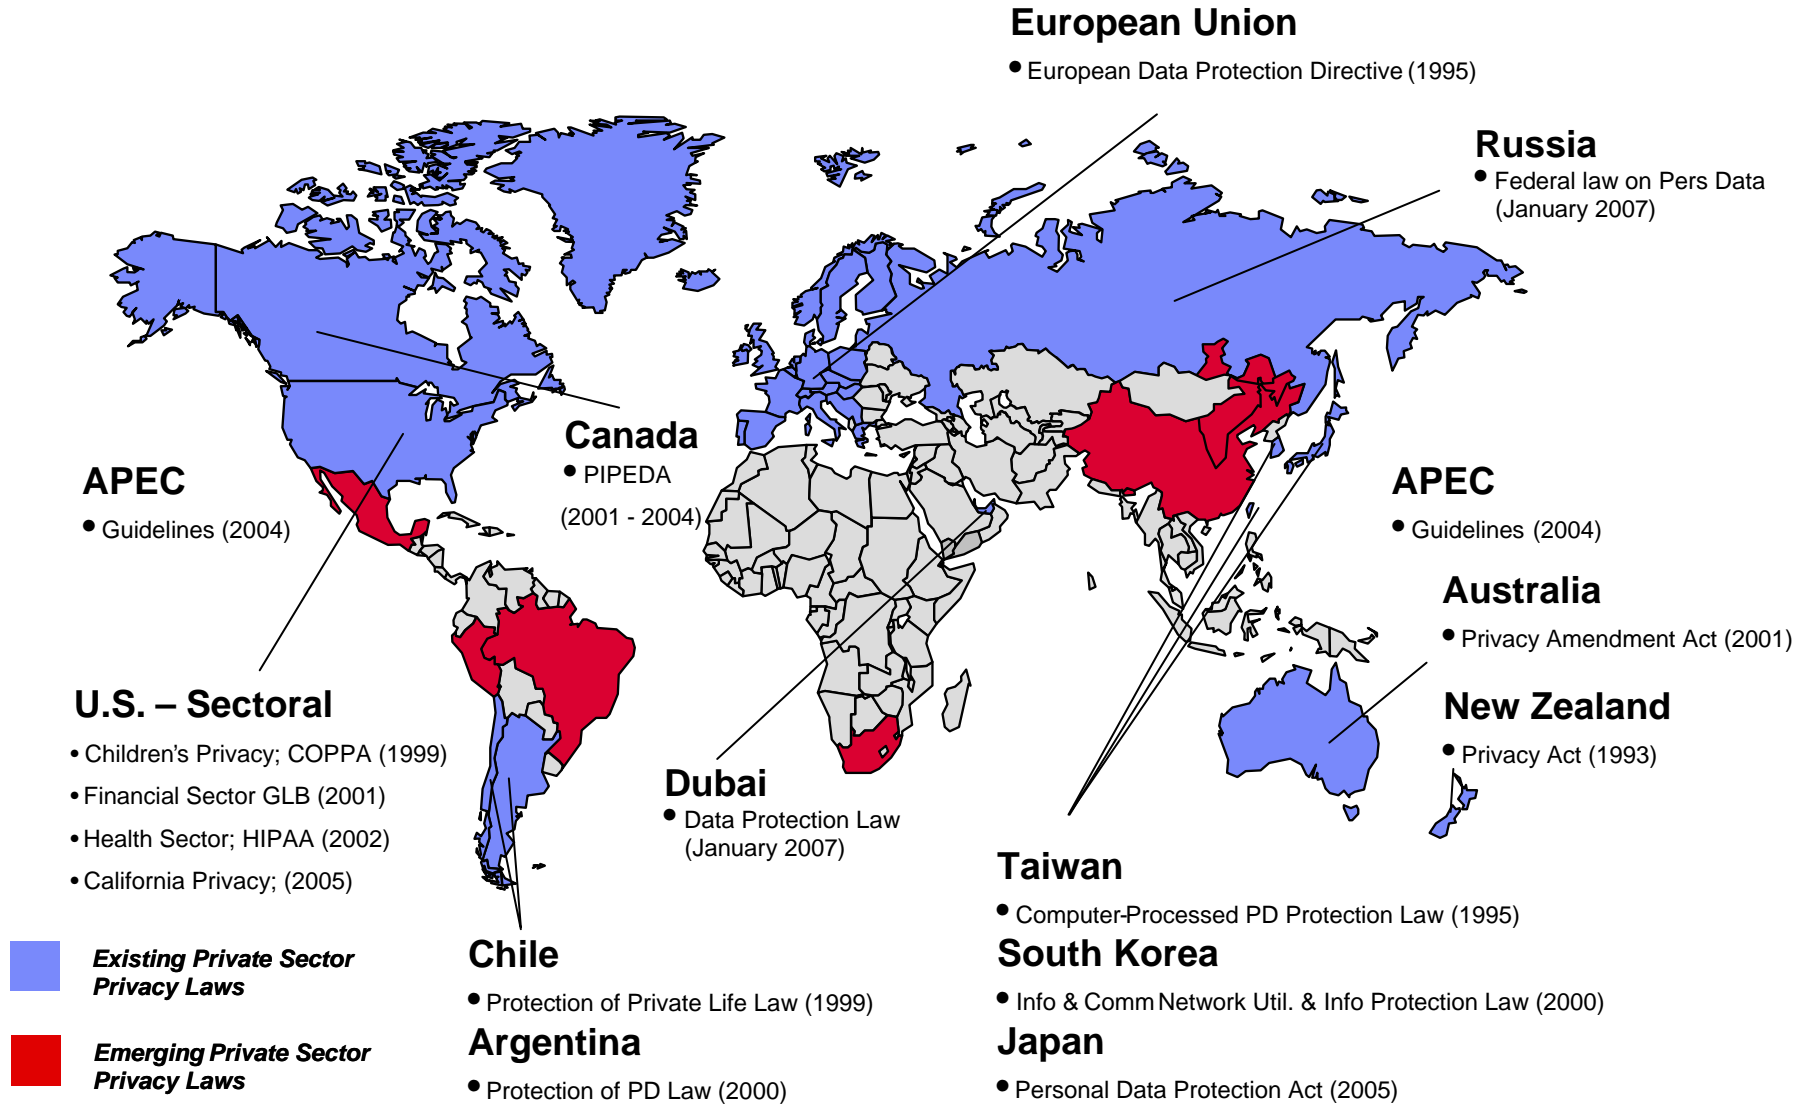 European Union
• European Data Protection Directive (1995)
Russia
• Federal law on Pers Data
(January 2007)
Canada
• PIPEDA
(2001 - 2004)
APEC
• Guidelines (2004)
APEC
• Guidelines (2004)
Australia
• Privacy Amendment Act (2001)
New Zealand
• Privacy Act (1993)
U.S. – Sectoral
• Children's Privacy; COPPA (1999)
• Financial Sector GLB (2001)
• Health Sector; HIPAA (2002)
• California Privacy; (2005)
Dubai
• Data Protection Law
(January 2007)
Taiwan
• Computer-Processed PD Protection Law (1995)
South Korea
• Info & Comm Network Util. & Info Protection Law (2000)
Japan
• Personal Data Protection Act (2005)
Chile
• Protection of Private Life Law (1999)
Argentina
• Protection of PD Law (2000)
Existing Private Sector
Privacy Laws
Emerging Private Sector
Privacy Laws